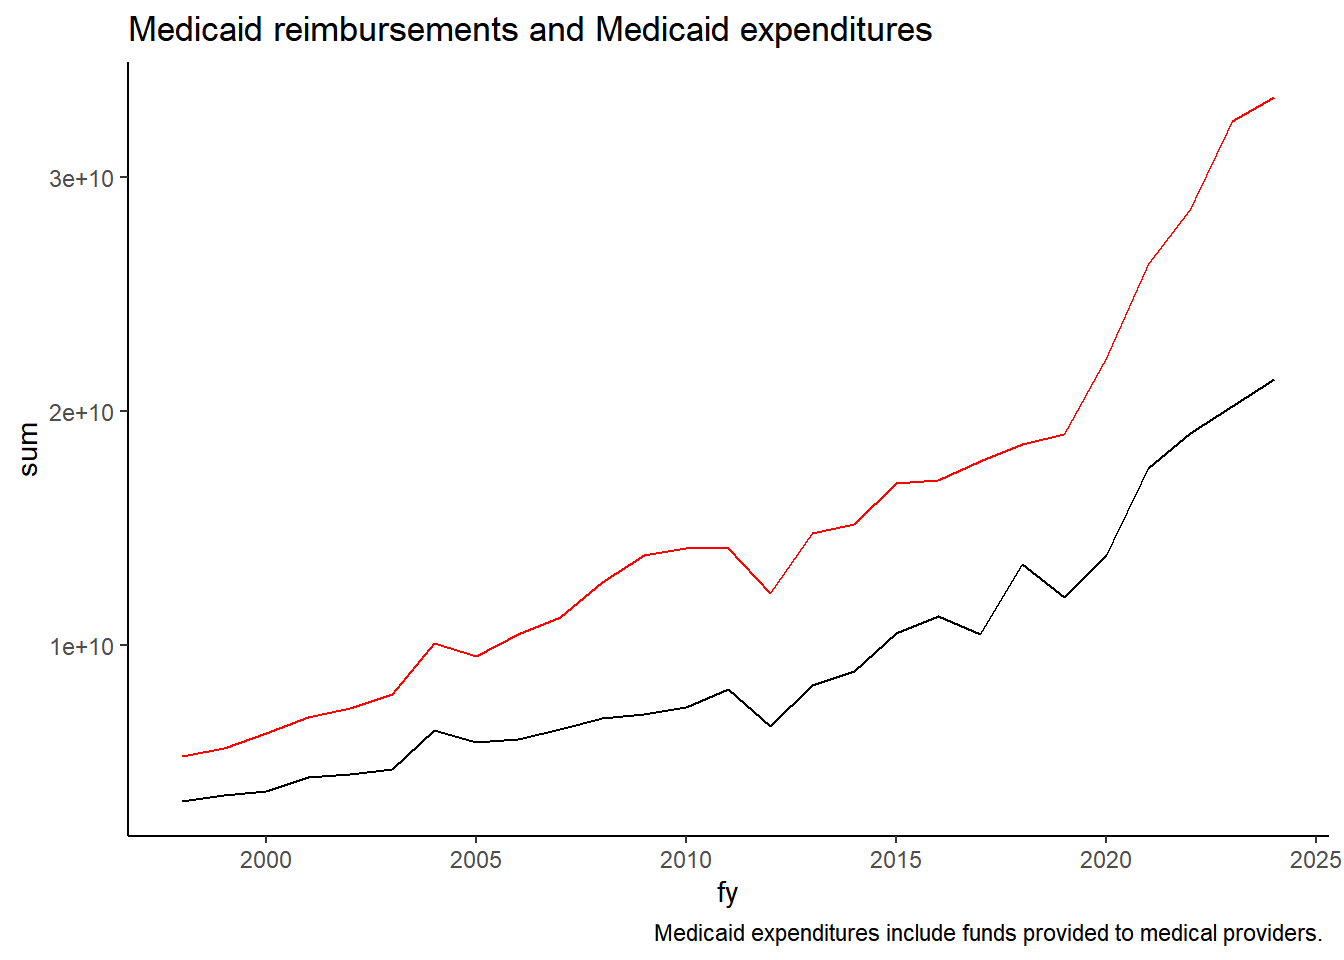 Medicaid reimbursements and Medicaid expenditures
3e+10
2e+10
1e+10
sum
2000 2005 2010 2015 2020 2025
fy
Medicaid expenditures include funds provided to medical providers.